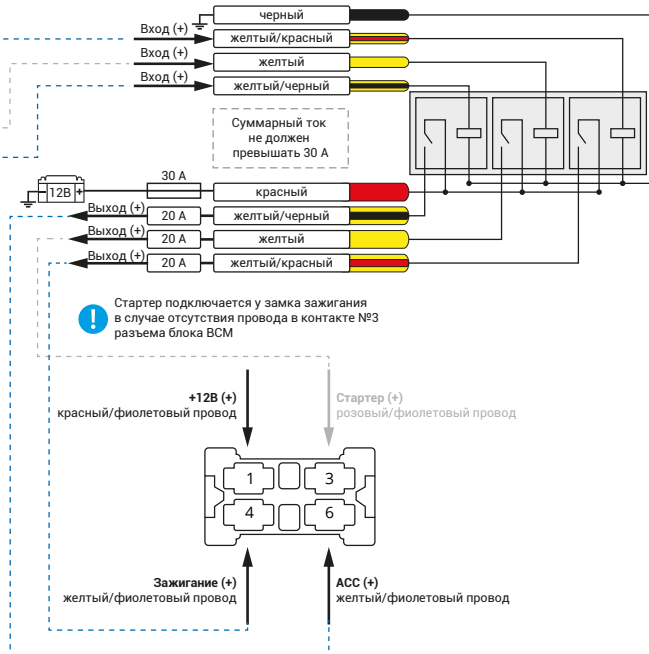 черный
Вход (+)
желтый/красный
Вход (+)
желтый
Вход (+)
желтый/черный
Суммарный ток
не должен
превышать 30 А
30 А
12В +
красный
Выход (+)
20 А
желтый/черный
Выход (+)
20 А
желтый
Выход (+)
20 А
желтый/красный
!
Стартер подключается у замка зажигания
в случае отсутствия провода в контакте №3
разъема блока BCM
+12В (+)
красный/фиолетовый провод
Стартер (+)
розовый/фиолетовый провод
1
3
4
6
Зажигание (+)
желтый/фиолетовый провод
ACC (+)
желтый/фиолетовый провод